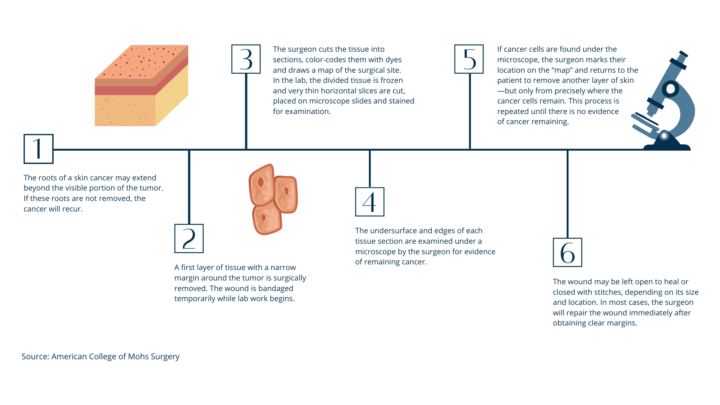 1
The roots of a skin cancer may extend
beyond the visible portion of the tumor.
If these roots are not removed, the
cancer will recur.
2
A first layer of tissue with a narrow
margin around the tumor is surgically
removed. The wound is bandaged
temporarily while lab work begins.
3
The surgeon cuts the tissue into
sections, color-codes them with dyes
and draws a map of the surgical site.
In the lab, the divided tissue is frozen
and very thin horizontal slices are cut,
placed on microscope slides and stained
for examination.
4
The undersurface and edges of each
tissue section are examined under a
microscope by the surgeon for evidence
of remaining cancer.
5
If cancer cells are found under the
microscope, the surgeon marks their
location on the “map” and returns to the
patient to remove another layer of skin
—but only from precisely where the
cancer cells remain. This process is
repeated until there is no evidence
of cancer remaining.
6
The wound may be left open to heal or
closed with stitches, depending on its size
and location. In most cases, the surgeon
will repair the wound immediately after
obtaining clear margins.
Source: American College of Mohs Surgery